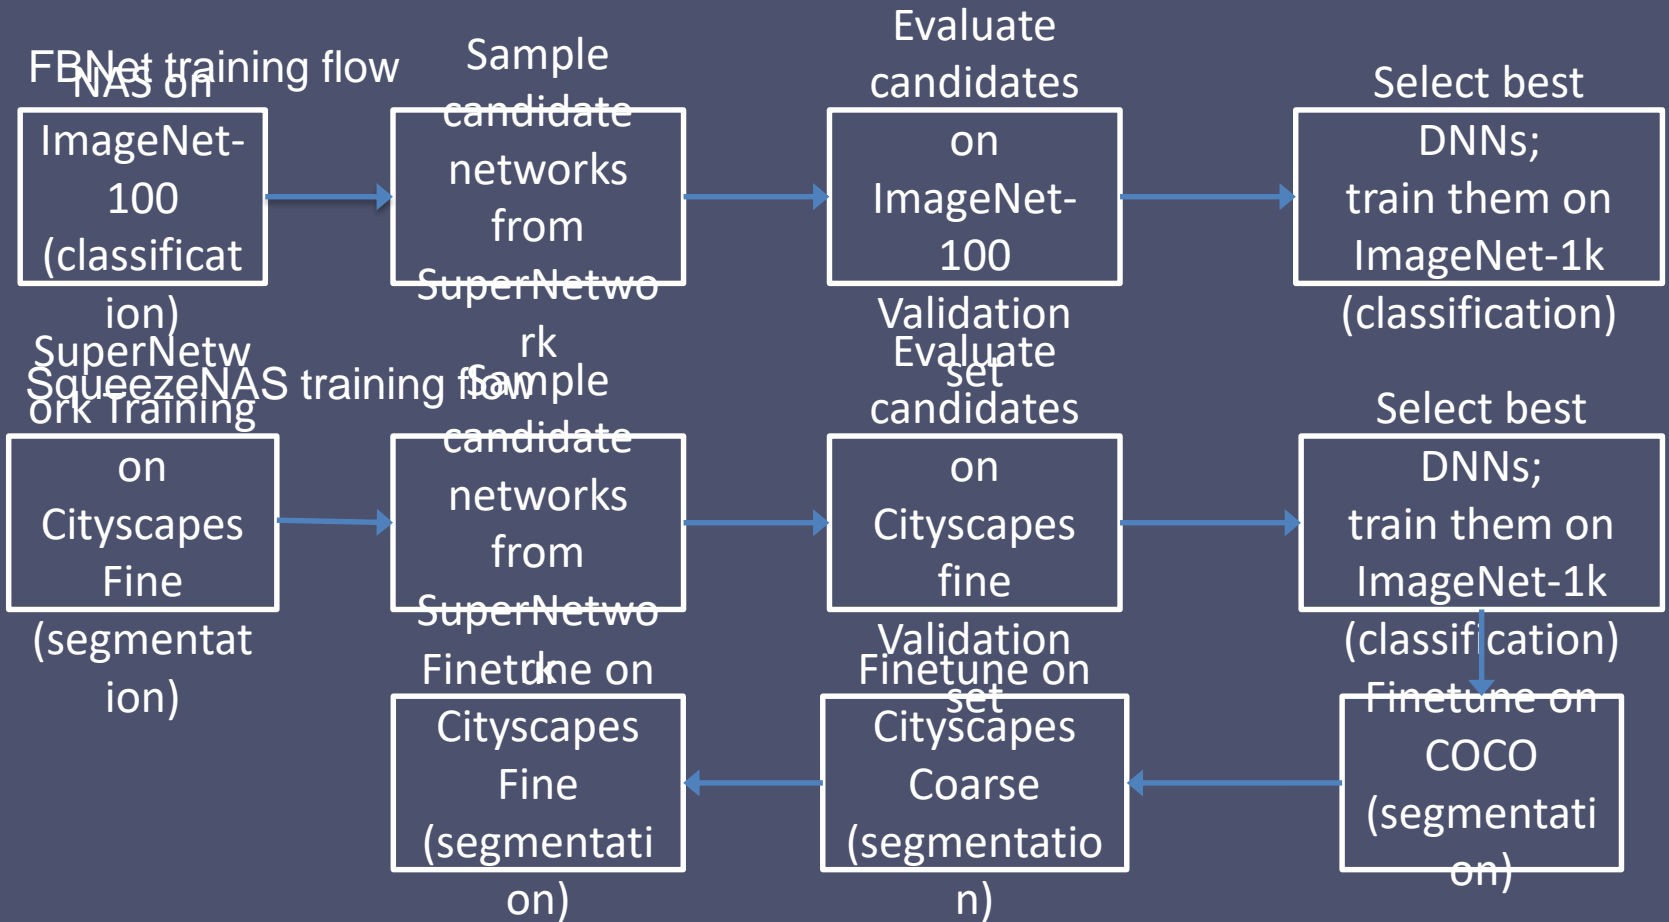 FBNet training flow
NAS on
ImageNet-
100
(classificat
ion)
Sample
candidate
networks
from
SuperNetwo
rk
Evaluate
candidates
on
ImageNet-
100
Validation
set
Select best
DNNs;
train them on
ImageNet-1k
(classification)
SqueezeNAS training flow
SuperNetw
ork Training
on
Cityscapes
Fine
(segmentat
ion)
Sample
candidate
networks
from
SuperNetwo
rk
Evaluate
candidates
on
Cityscapes
fine
Validation
set
Select best
DNNs;
train them on
ImageNet-1k
(classification)
Finetune on
COCO
(segmentati
on)
Finetune on
Cityscapes
Coarse
(segmentatio
n)
Finetune on
Cityscapes
Fine
(segmentati
on)